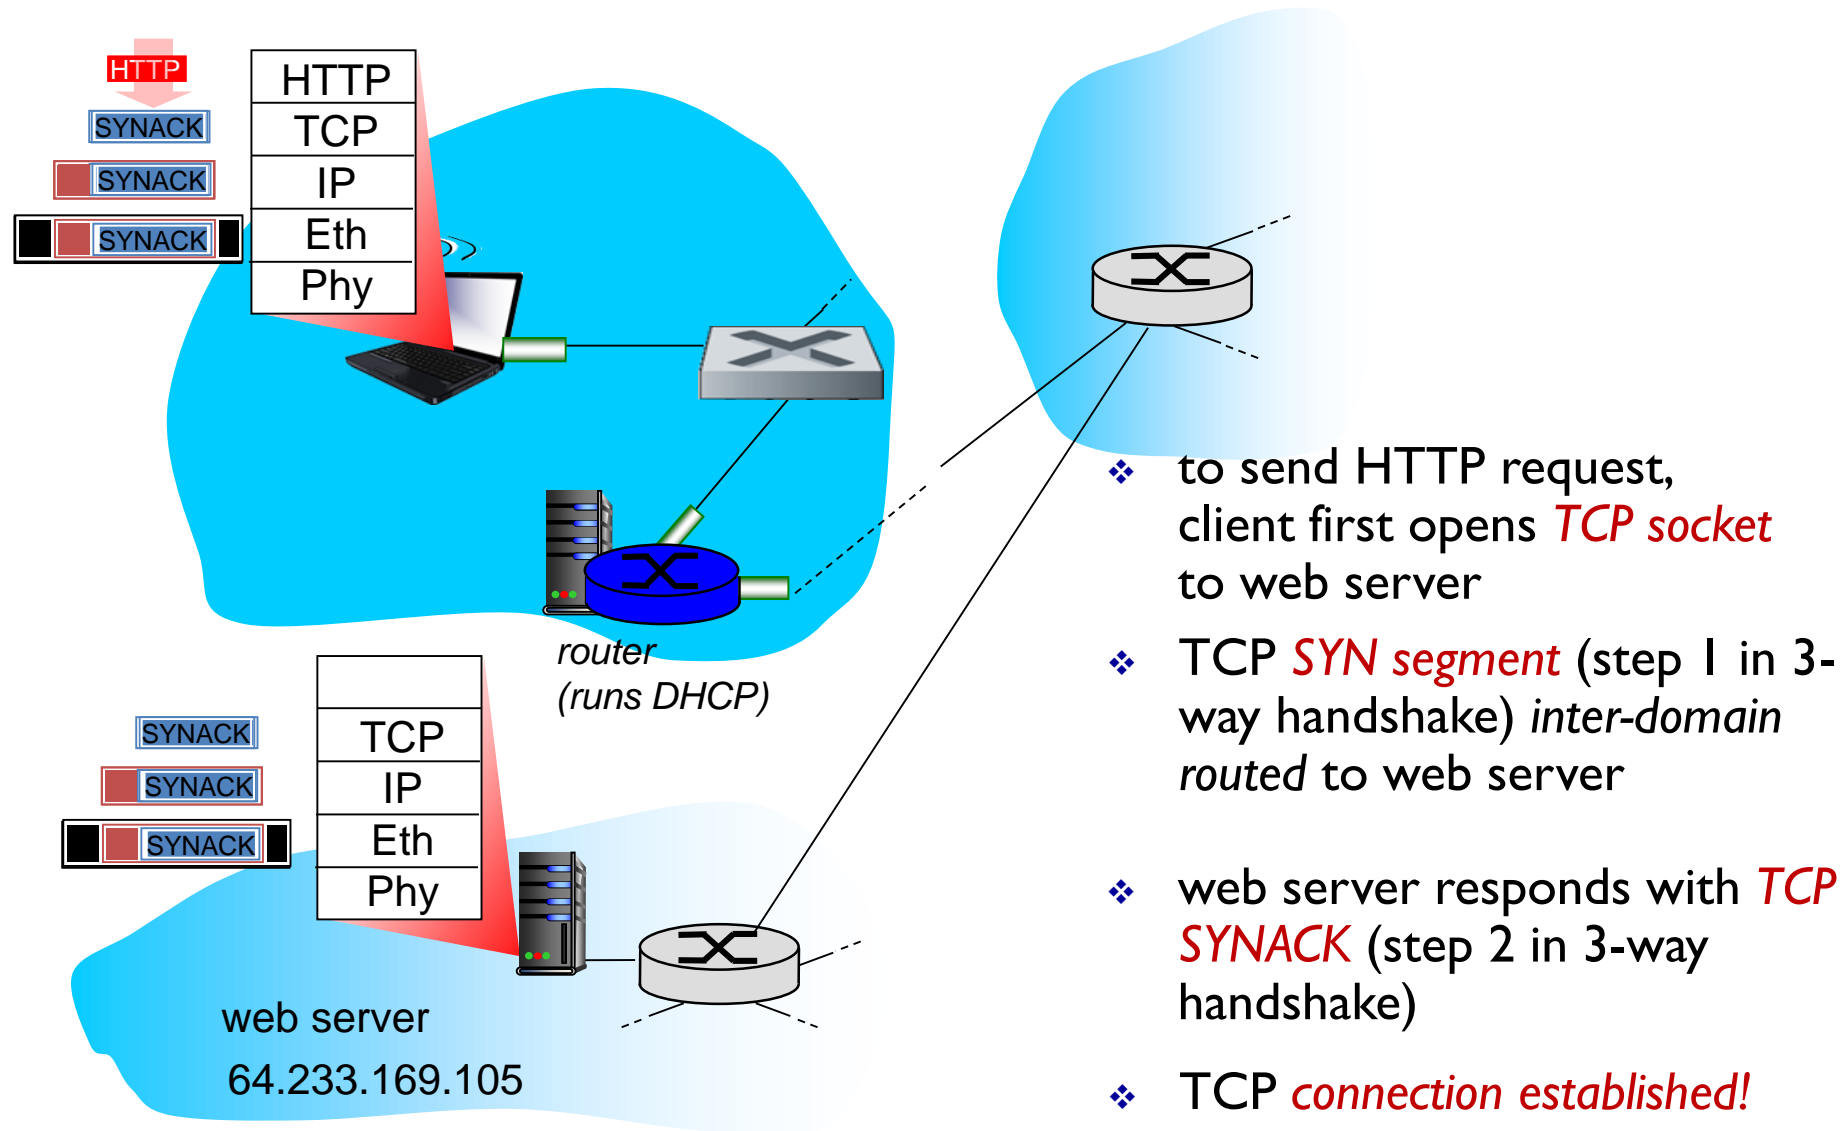 HTTP
SYNACK
SYNACK
SYNACK
HTTP
TCP
IP
Eth
Phy
router
(runs DHCP)
SYNACK
SYNACK
SYNACK
TCP
IP
Eth
Phy
web server
64.233.169.105
to send HTTP request,
client first opens TCP socket
to web server
TCP SYN segment (step 1 in 3-
way handshake) inter-domain
routed to web server
web server responds with TCP
SYNACK (step 2 in 3-way
handshake)
TCP connection established!